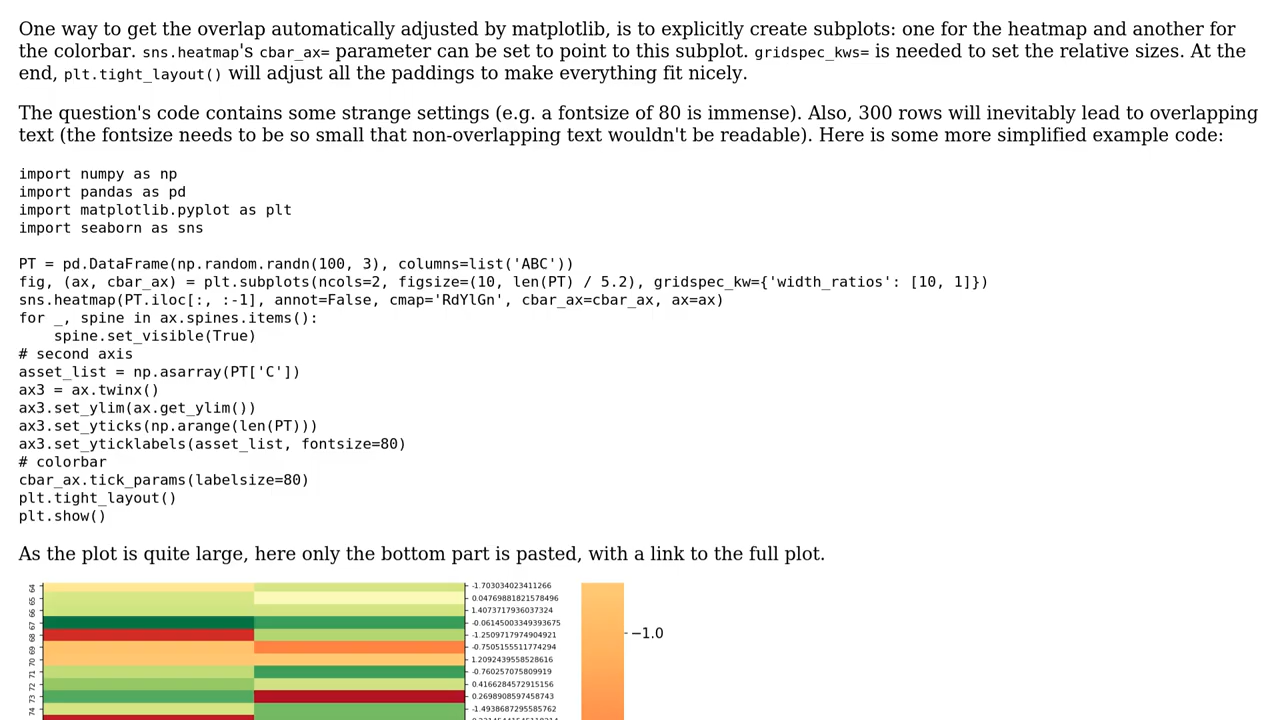 One way to get the overlap automatically adjusted by matplotlib, is to explicitly create subplots: one for the heatmap and another for
the colorbar. sns.heatmap's cbar_ax= parameter can be set to point to this subplot. gridspec_kws= is needed to set the relative sizes. At the
end, plt.tight_layout() will adjust all the paddings to make everything fit nicely.
The question's code contains some strange settings (e.g. a fontsize of 80 is immense). Also, 300 rows will inevitably lead to overlapping
text (the fontsize needs to be so small that non-overlapping text wouldn't be readable). Here is some more simplified example code:
import numpy as np
import pandas as pd
import matplotlib.pyplot as plt
import seaborn as sns
PT = pd.DataFrame(np.random.randn(100, 3), columns=list('ABC'))
fig, (ax, cbar_ax) = plt.subplots(ncols=2, figsize=(10, len(PT) / 5.2), gridspec_kw={'width_ratios': [10, 1]})
sns.heatmap(PT.iloc[:, :-1], annot=False, cmap='RdYlGn', cbar_ax=cbar_ax, ax=ax)
for _, spine in ax.spines.items():
    spine.set_visible(True)
# second axis
asset_list = np.asarray(PT['C'])
ax3 = ax.twinx()
ax3.set_ylim(ax.get_ylim())
ax3.set_yticks(np.arange(len(PT)))
ax3.set_yticklabels(asset_list, fontsize=80)
# colorbar
cbar_ax.tick_params(labelsize=80)
plt.tight_layout()
plt.show()
As the plot is quite large, here only the bottom part is pasted, with a link to the full plot.
64 -1.703034023411266
65 0.04769881821578496
66 1.4073717936037324
67 -0.06145003349393675
−1.0
68 -1.2509717974904921
69 -0.7505155511774294
70 1.2092439558528616
71 -0.760257075809919
72 0.4166284572915156
73 0.2698908597458743
74 -1.4938687295585762